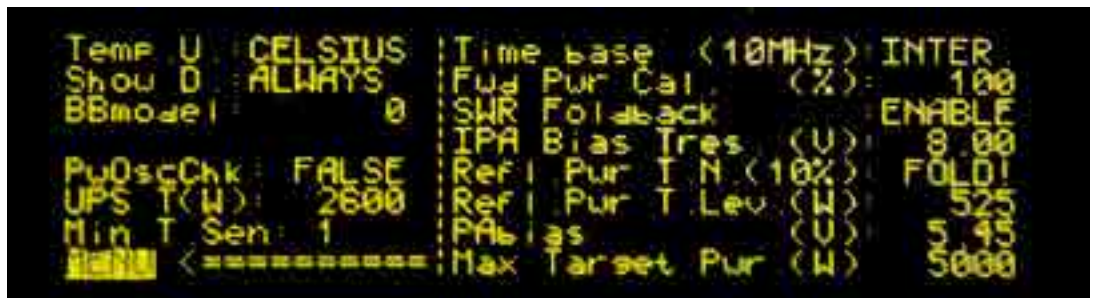 Temp U. CELSIUS
Show D. ALWAYS
BBmodel: 0
PwOscChk: FALSE
UPS T(W): 2600
Min T Sen: 1
MENU <==========
Time base (10MHz): INTER.
Fwd Pwr Cal. (%): 100
SWR Foldback ENABLE
IPA Bias Tres. (V): 8.00
Refl Pwr T N (10%) FOLD!
Refl Pwr T.Lev.(W) 525
PAbias (V) 5.45
Max Target Pwr (W) 5000